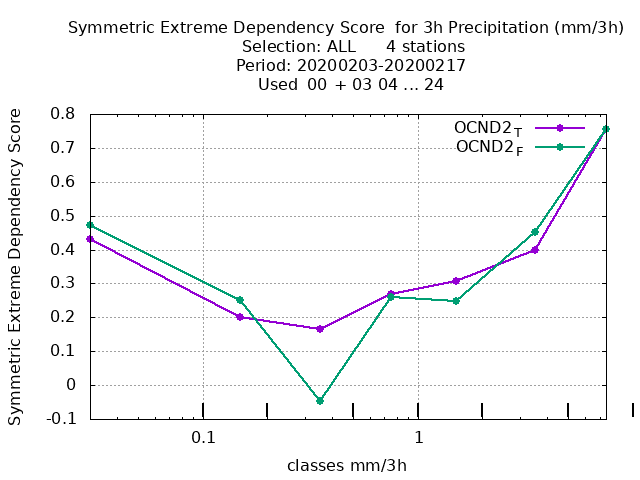 Symmetric Extreme Dependency Score for 3h Precipitation (mm/3h)
Selection: ALL 4 stations
Period: 20200203-20200217
Used 00 + 03 04 ... 24
OCND2T
OCND2F
Symmetric Extreme Dependency Score
0.8
0.7
0.6
0.5
0.4
0.3
0.2
0.1
0
-0.1
0.1 1
classes mm/3h